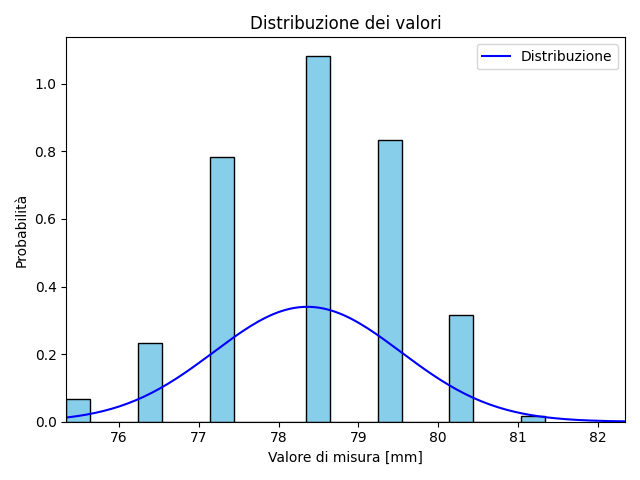 Distribuzione dei valori
Distribuzione
Probabilità
1.0
0.8
0.6
0.4
0.2
0.0
76 77 78 79 80 81 82
Valore di misura [mm]